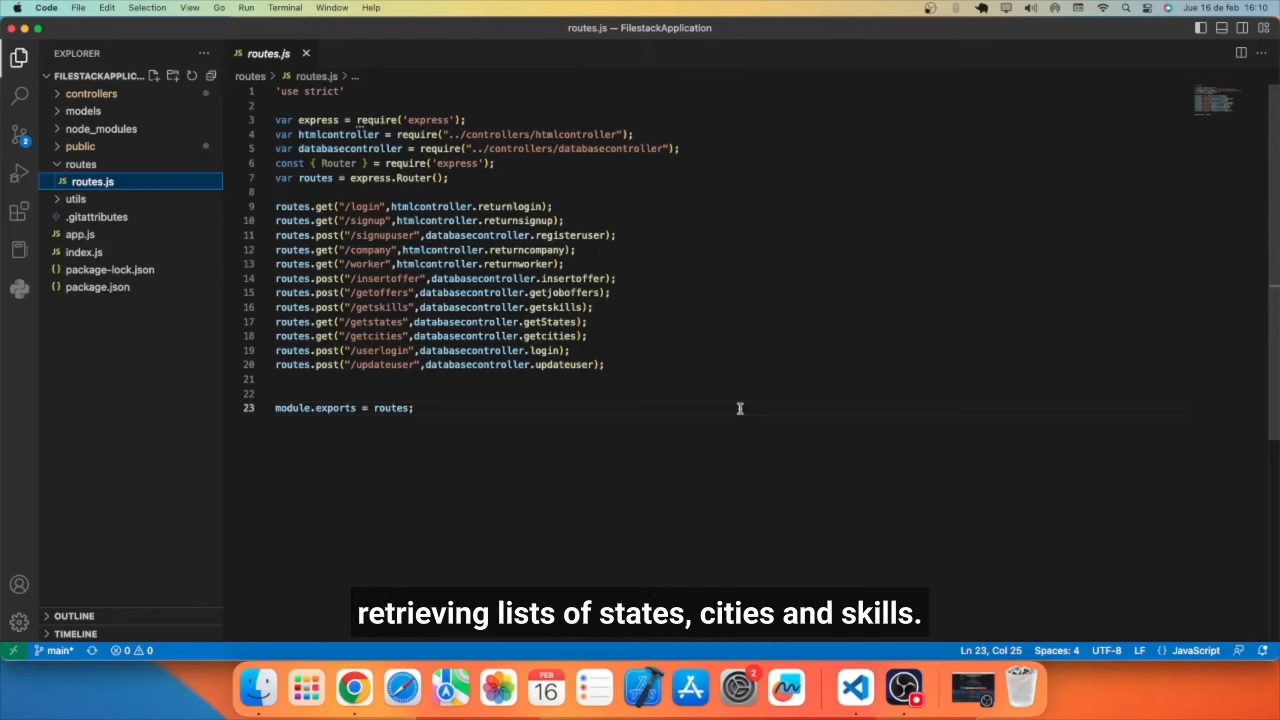 Code File Edit Selection View Go Run Terminal Window Help Jue 16 de feb 16:10
routes.js — FilestackApplication
EXPLORER
routes.js
FILESTACKAPPLIC...
routes > routes.js > ...
controllers
models
node_modules
public
routes
routes.js
utils
.gitattributes
app.js
index.js
package-lock.json
package.json
1 'use strict'
2
3 var express = require('express');
4 var htmlcontroller = require("../controllers/htmlcontroller");
5 var databasecontroller = require("../controllers/databasecontroller");
6 const { Router } = require('express');
7 var routes = express.Router();
8
9 routes.get("/login",htmlcontroller.returnlogin);
10 routes.get("/signup",htmlcontroller.returnsignup);
11 routes.post("/signupuser",databasecontroller.registeruser);
12 routes.get("/company",htmlcontroller.returncompany);
13 routes.get("/worker",htmlcontroller.returnworker);
14 routes.post("/insertoffer",databasecontroller.insertoffer);
15 routes.post("/getoffers",databasecontroller.getjoboffers);
16 routes.post("/getskills",databasecontroller.getskills);
17 routes.get("/getstates",databasecontroller.getStates);
18 routes.get("/getcities",databasecontroller.getcities);
19 routes.post("/userlogin",databasecontroller.login);
20 routes.post("/updateuser",databasecontroller.updateuser);
21
22
23 module.exports = routes;
retrieving lists of states, cities and skills.
OUTLINE
TIMELINE
main* 0 0 Ln 23, Col 25 Spaces: 4 UTF-8 LF {} JavaScript
FEB
16
2
2